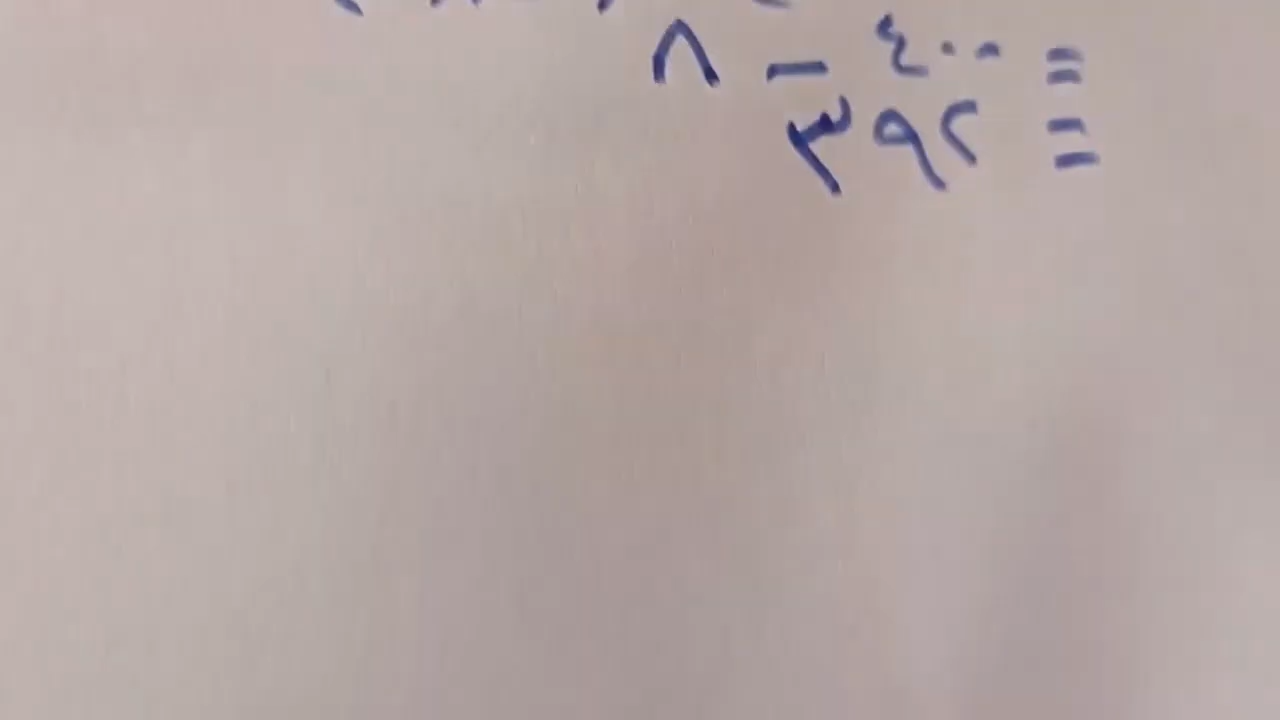 = ٤٠٠ − ٨
= ٣٩٢